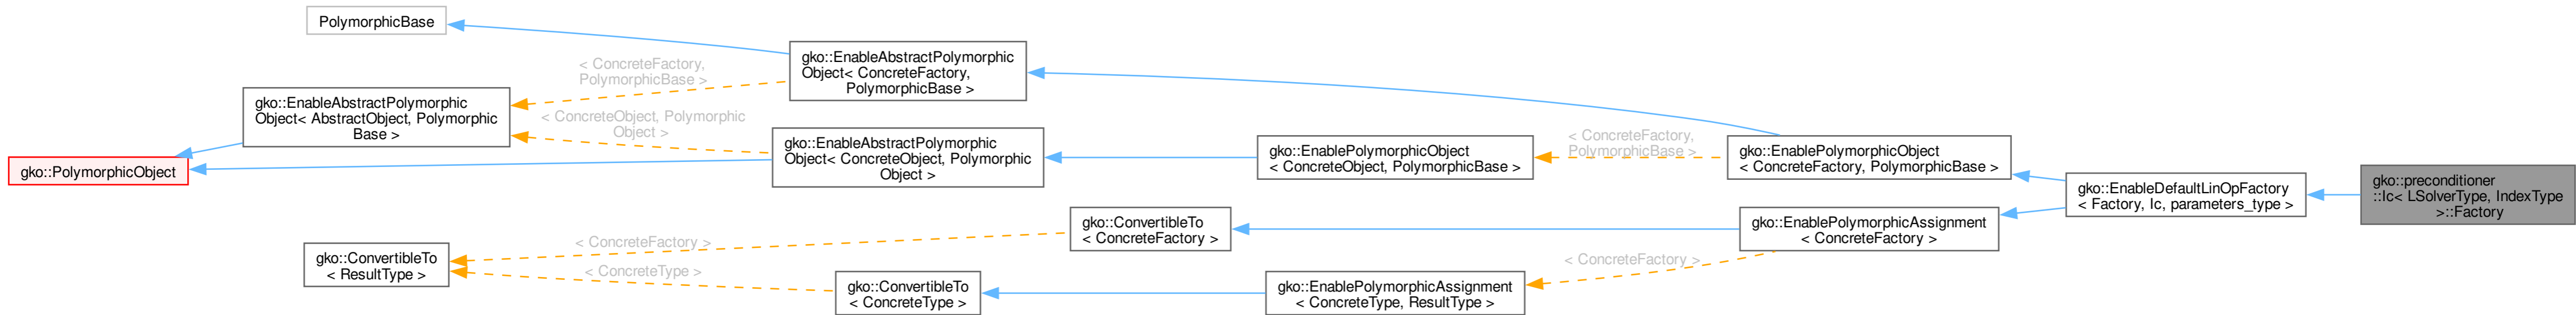 PolymorphicBase
gko::EnableAbstractPolymorphic
Object< ConcreteFactory,
PolymorphicBase >
< ConcreteFactory,
PolymorphicBase >
gko::EnableAbstractPolymorphic
Object< AbstractObject, Polymorphic
Base >
< ConcreteObject, Polymorphic
Object >
gko::PolymorphicObject
gko::EnableAbstractPolymorphic
Object< ConcreteObject, Polymorphic
Object >
gko::EnablePolymorphicObject
< ConcreteObject, PolymorphicBase >
< ConcreteFactory,
PolymorphicBase >
gko::EnablePolymorphicObject
< ConcreteFactory, PolymorphicBase >
gko::EnableDefaultLinOpFactory
< Factory, Ic, parameters_type >
gko::preconditioner
::Ic< LSolverType, IndexType
>::Factory
gko::ConvertibleTo
< ConcreteFactory >
gko::EnablePolymorphicAssignment
< ConcreteFactory >
< ConcreteFactory >
gko::ConvertibleTo
< ResultType >
< ConcreteType >
gko::ConvertibleTo
< ConcreteType >
gko::EnablePolymorphicAssignment
< ConcreteType, ResultType >
< ConcreteFactory >